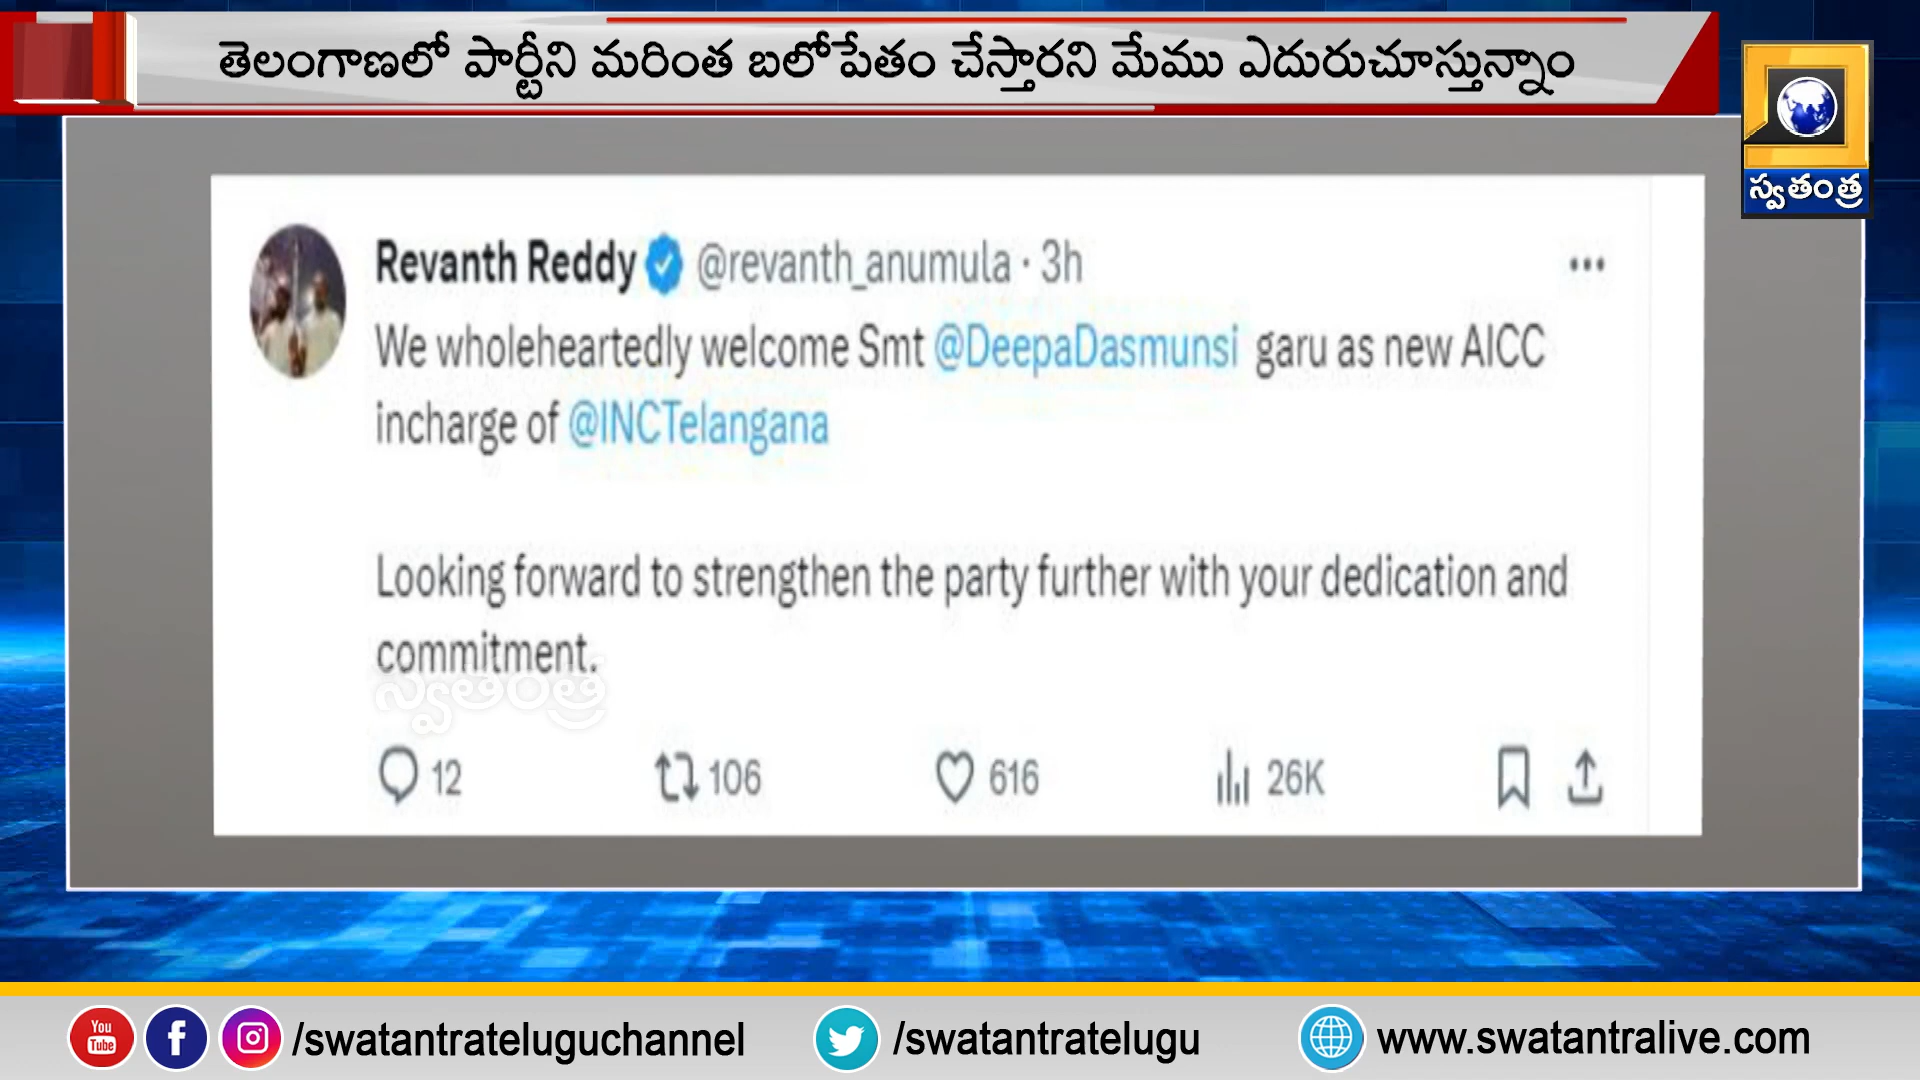 తెలంగాణలో పార్టీని మరింత బలోపేతం చేస్తారని మేము ఎదురుచూస్తున్నాం
స్వతంత్ర
Revanth Reddy @revanth_anumula · 3h
We wholeheartedly welcome Smt @DeepaDasmunsi garu as new AICC
incharge of @INCTelangana
Looking forward to strengthen the party further with your dedication and
commitment.
స్వతంత్ర
12 106 616 26K
You Tube /swatantrateluguchannel /swatantratelugu www.swatantralive.com